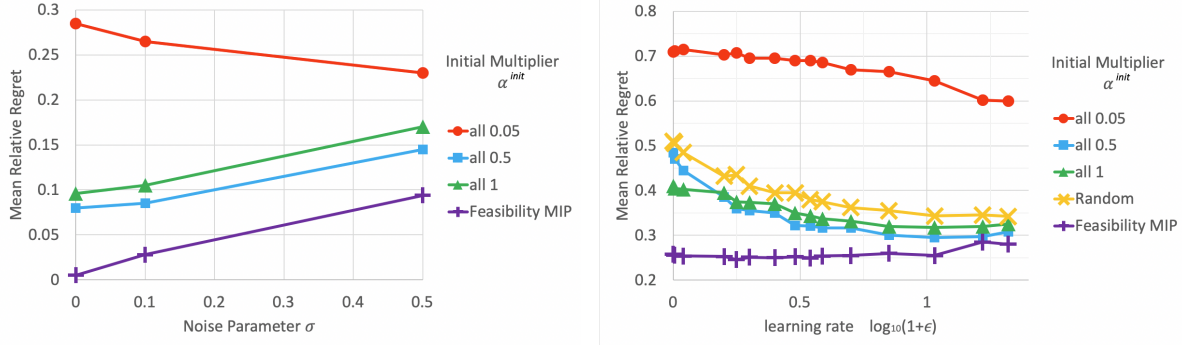 0.3
0.25
0.2
0.15
0.1
0.05
0
Mean Relative Regret
0 0.1 0.2 0.3 0.4 0.5
Noise Parameter σ
Initial Multiplier
α init
all 0.05
all 0.5
all 1
Feasibility MIP
0.8
0.7
0.6
0.5
0.4
0.3
0.2
Mean Relative Regret
0 0.5 1
learning rate log₁₀(1+ϵ)
Initial Multiplier
α init
all 0.05
all 0.5
all 1
Random
Feasibility MIP